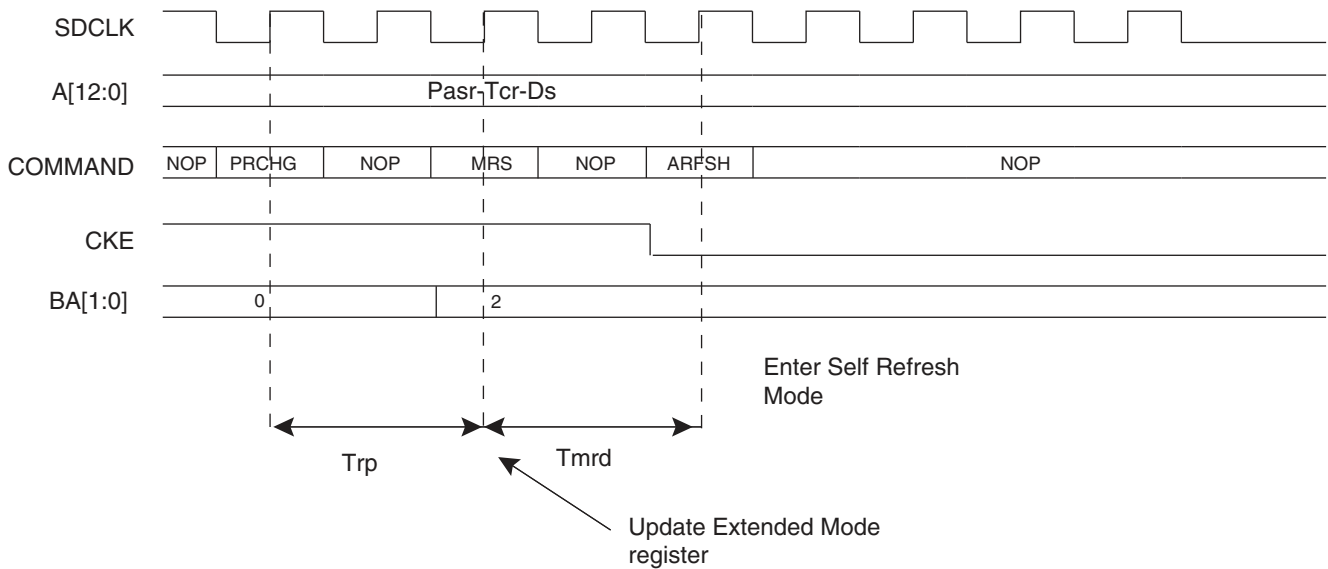 SDCLK
A[12:0]
Pasr-Tcr-Ds
COMMAND
NOP PRCHG NOP MRS NOP ARFSH NOP
CKE
BA[1:0]
0 2
Enter Self Refresh
Mode
Trp Tmrd
Update Extended Mode
register